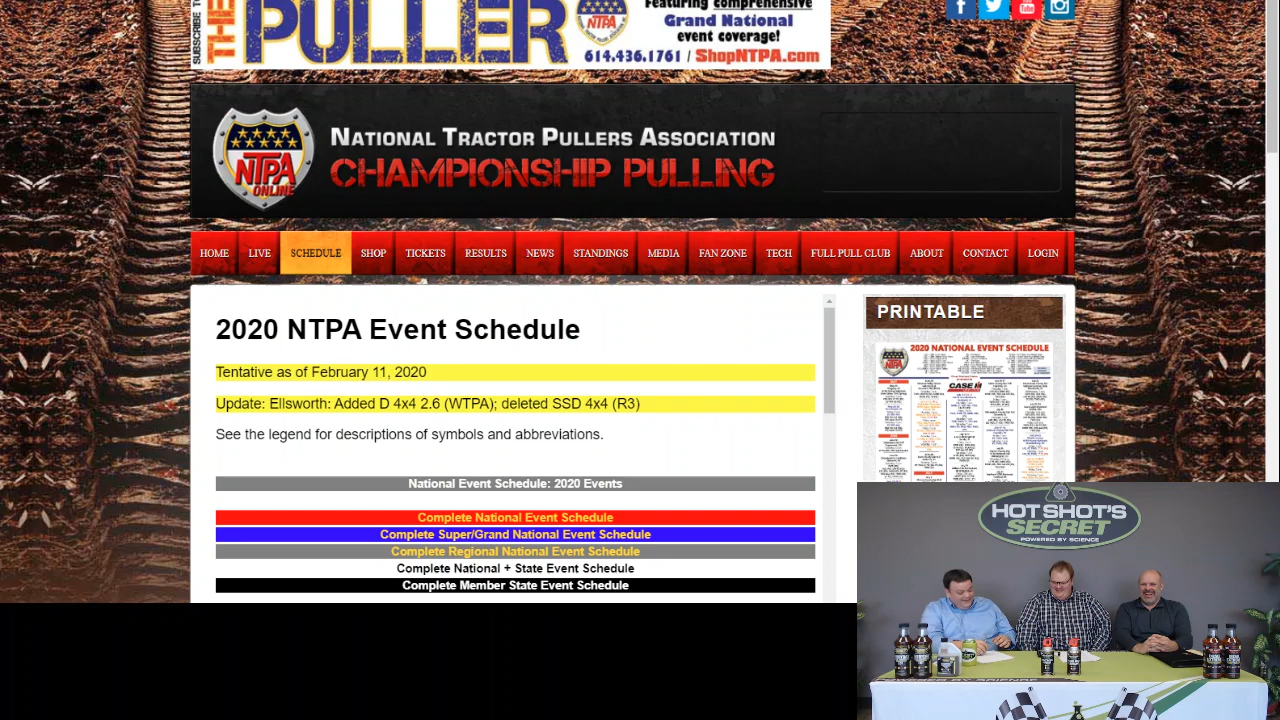 SUBSCRIBE TO
THE
PULLER
NTPA
Featuring comprehensive
Grand National
event coverage!
614.436.1761 / ShopNTPA.com
NTPA
ONLINE
NATIONAL TRACTOR PULLERS ASSOCIATION
CHAMPIONSHIP PULLING
HOME LIVE SCHEDULE SHOP TICKETS RESULTS NEWS STANDINGS MEDIA FAN ZONE TECH FULL PULL CLUB ABOUT CONTACT LOGIN
2020 NTPA Event Schedule
Tentative as of February 11, 2020
Update: Ellsworth added D 4x4 2.6 (WTPA); deleted SSD 4x4 (R3)
See the legend for descriptions of symbols and abbreviations.
National Event Schedule: 2020 Events
Complete National Event Schedule
Complete Super/Grand National Event Schedule
Complete Regional National Event Schedule
Complete National + State Event Schedule
Complete Member State Event Schedule
PRINTABLE
2020 NATIONAL EVENT SCHEDULE
CASE IH
HOT SHOT'S
SECRET
POWERED BY SCIENCE
POWERED BY SCIENCE